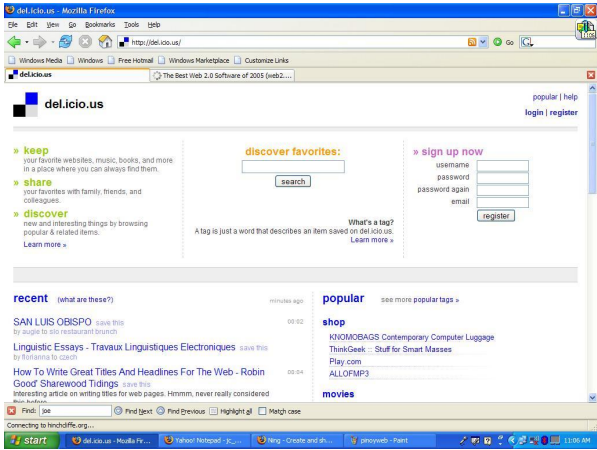 del.icio.us - Mozilla Firefox
File Edit View Go Bookmarks Tools Help
http://del.icio.us/
Go
Windows Media Windows Free Hotmail Windows Marketplace Customize Links
del.icio.us
The Best Web 2.0 Software of 2005 (web2....
del.icio.us
popular | help
login | register
» keep
your favorite websites, music, books, and more
in a place where you can always find them.
» share
your favorites with family, friends, and
colleagues.
» discover
new and interesting things by browsing
popular & related items.
Learn more »
discover favorites:
search
What's a tag?
A tag is just a word that describes an item saved on del.icio.us.
Learn more »
» sign up now
username
password
password again
email
register
recent (what are these?) minutes ago
SAN LUIS OBISPO save this 00:02
by augie to slo restaurant brunch
Linguistic Essays - Travaux Linguistiques Electroniques save this
by florianna to czech
How To Write Great Titles And Headlines For The Web - Robin 00:04
Good' Sharewood Tidings save this
Interesting article on writing titles for web pages. Hmmm, never really considered
this before
popular see more popular tags »
shop
KNOMOBAGS Contemporary Computer Luggage
ThinkGeek :: Stuff for Smart Masses
Play.com
ALLOFMP3
movies
Find: joe Find Next Find Previous Highlight all Match case
Connecting to hinchcliffe.org...
start
del.icio.us - Mozilla Fir...
Yahoo! Notepad - jc_...
Ning - Create and sh...
pinoyweb - Paint
11:06 AM